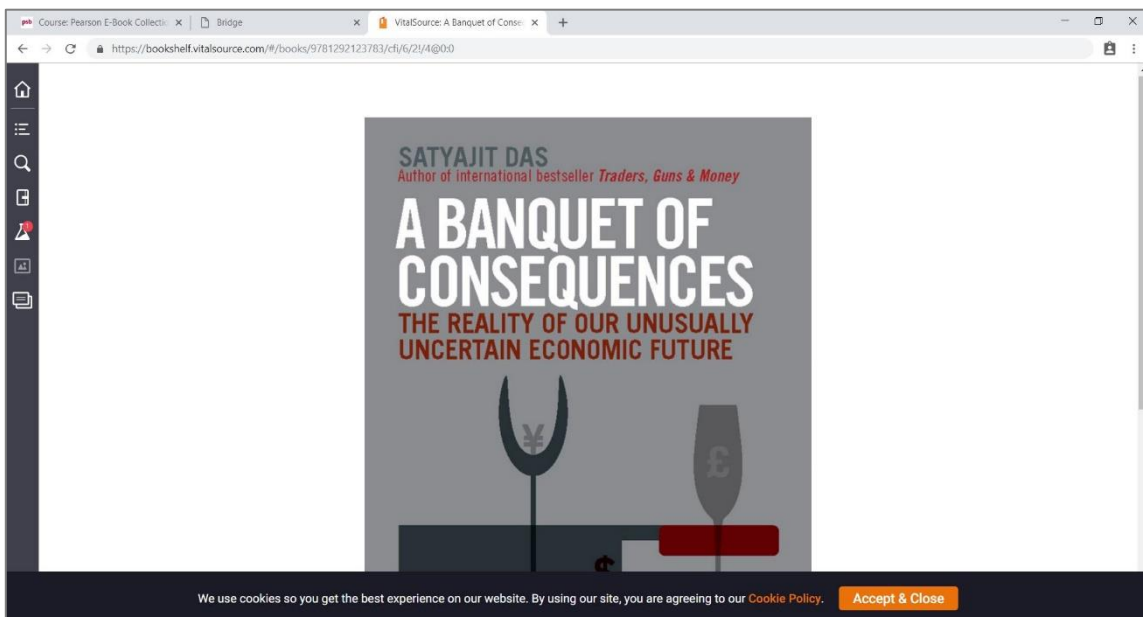 pnb Course: Pearson E-Book Collectic
Bridge
VitalSource: A Banquet of Conse
https://bookshelf.vitalsource.com/#/books/9781292123783/cfi/6/2!/4@0:0
SATYAJIT DAS
Author of international bestseller Traders, Guns & Money
A BANQUET OF
CONSEQUENCES
THE REALITY OF OUR UNUSUALLY
UNCERTAIN ECONOMIC FUTURE
¥
£
We use cookies so you get the best experience on our website. By using our site, you are agreeing to our Cookie Policy. Accept & Close